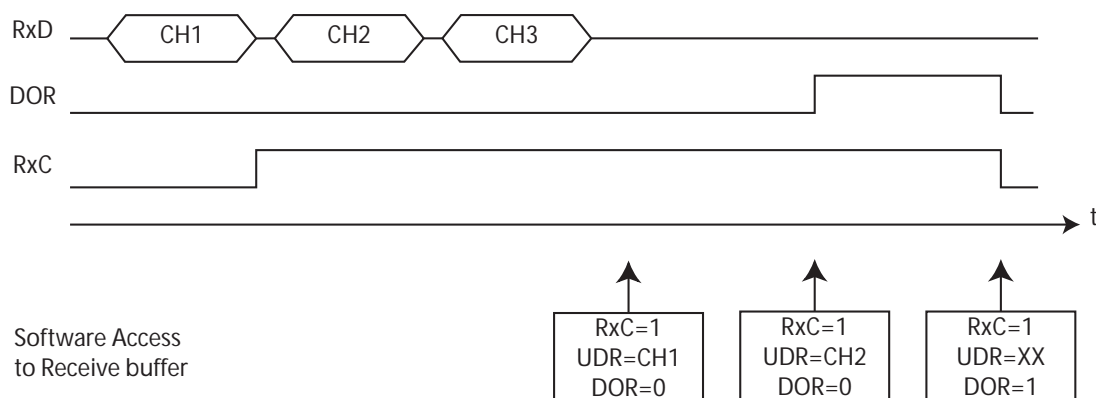 RxD
CH1
CH2
CH3
DOR
RxC
t
Software Access
to Receive buffer
RxC=1
UDR=CH1
DOR=0
RxC=1
UDR=CH2
DOR=0
RxC=1
UDR=XX
DOR=1